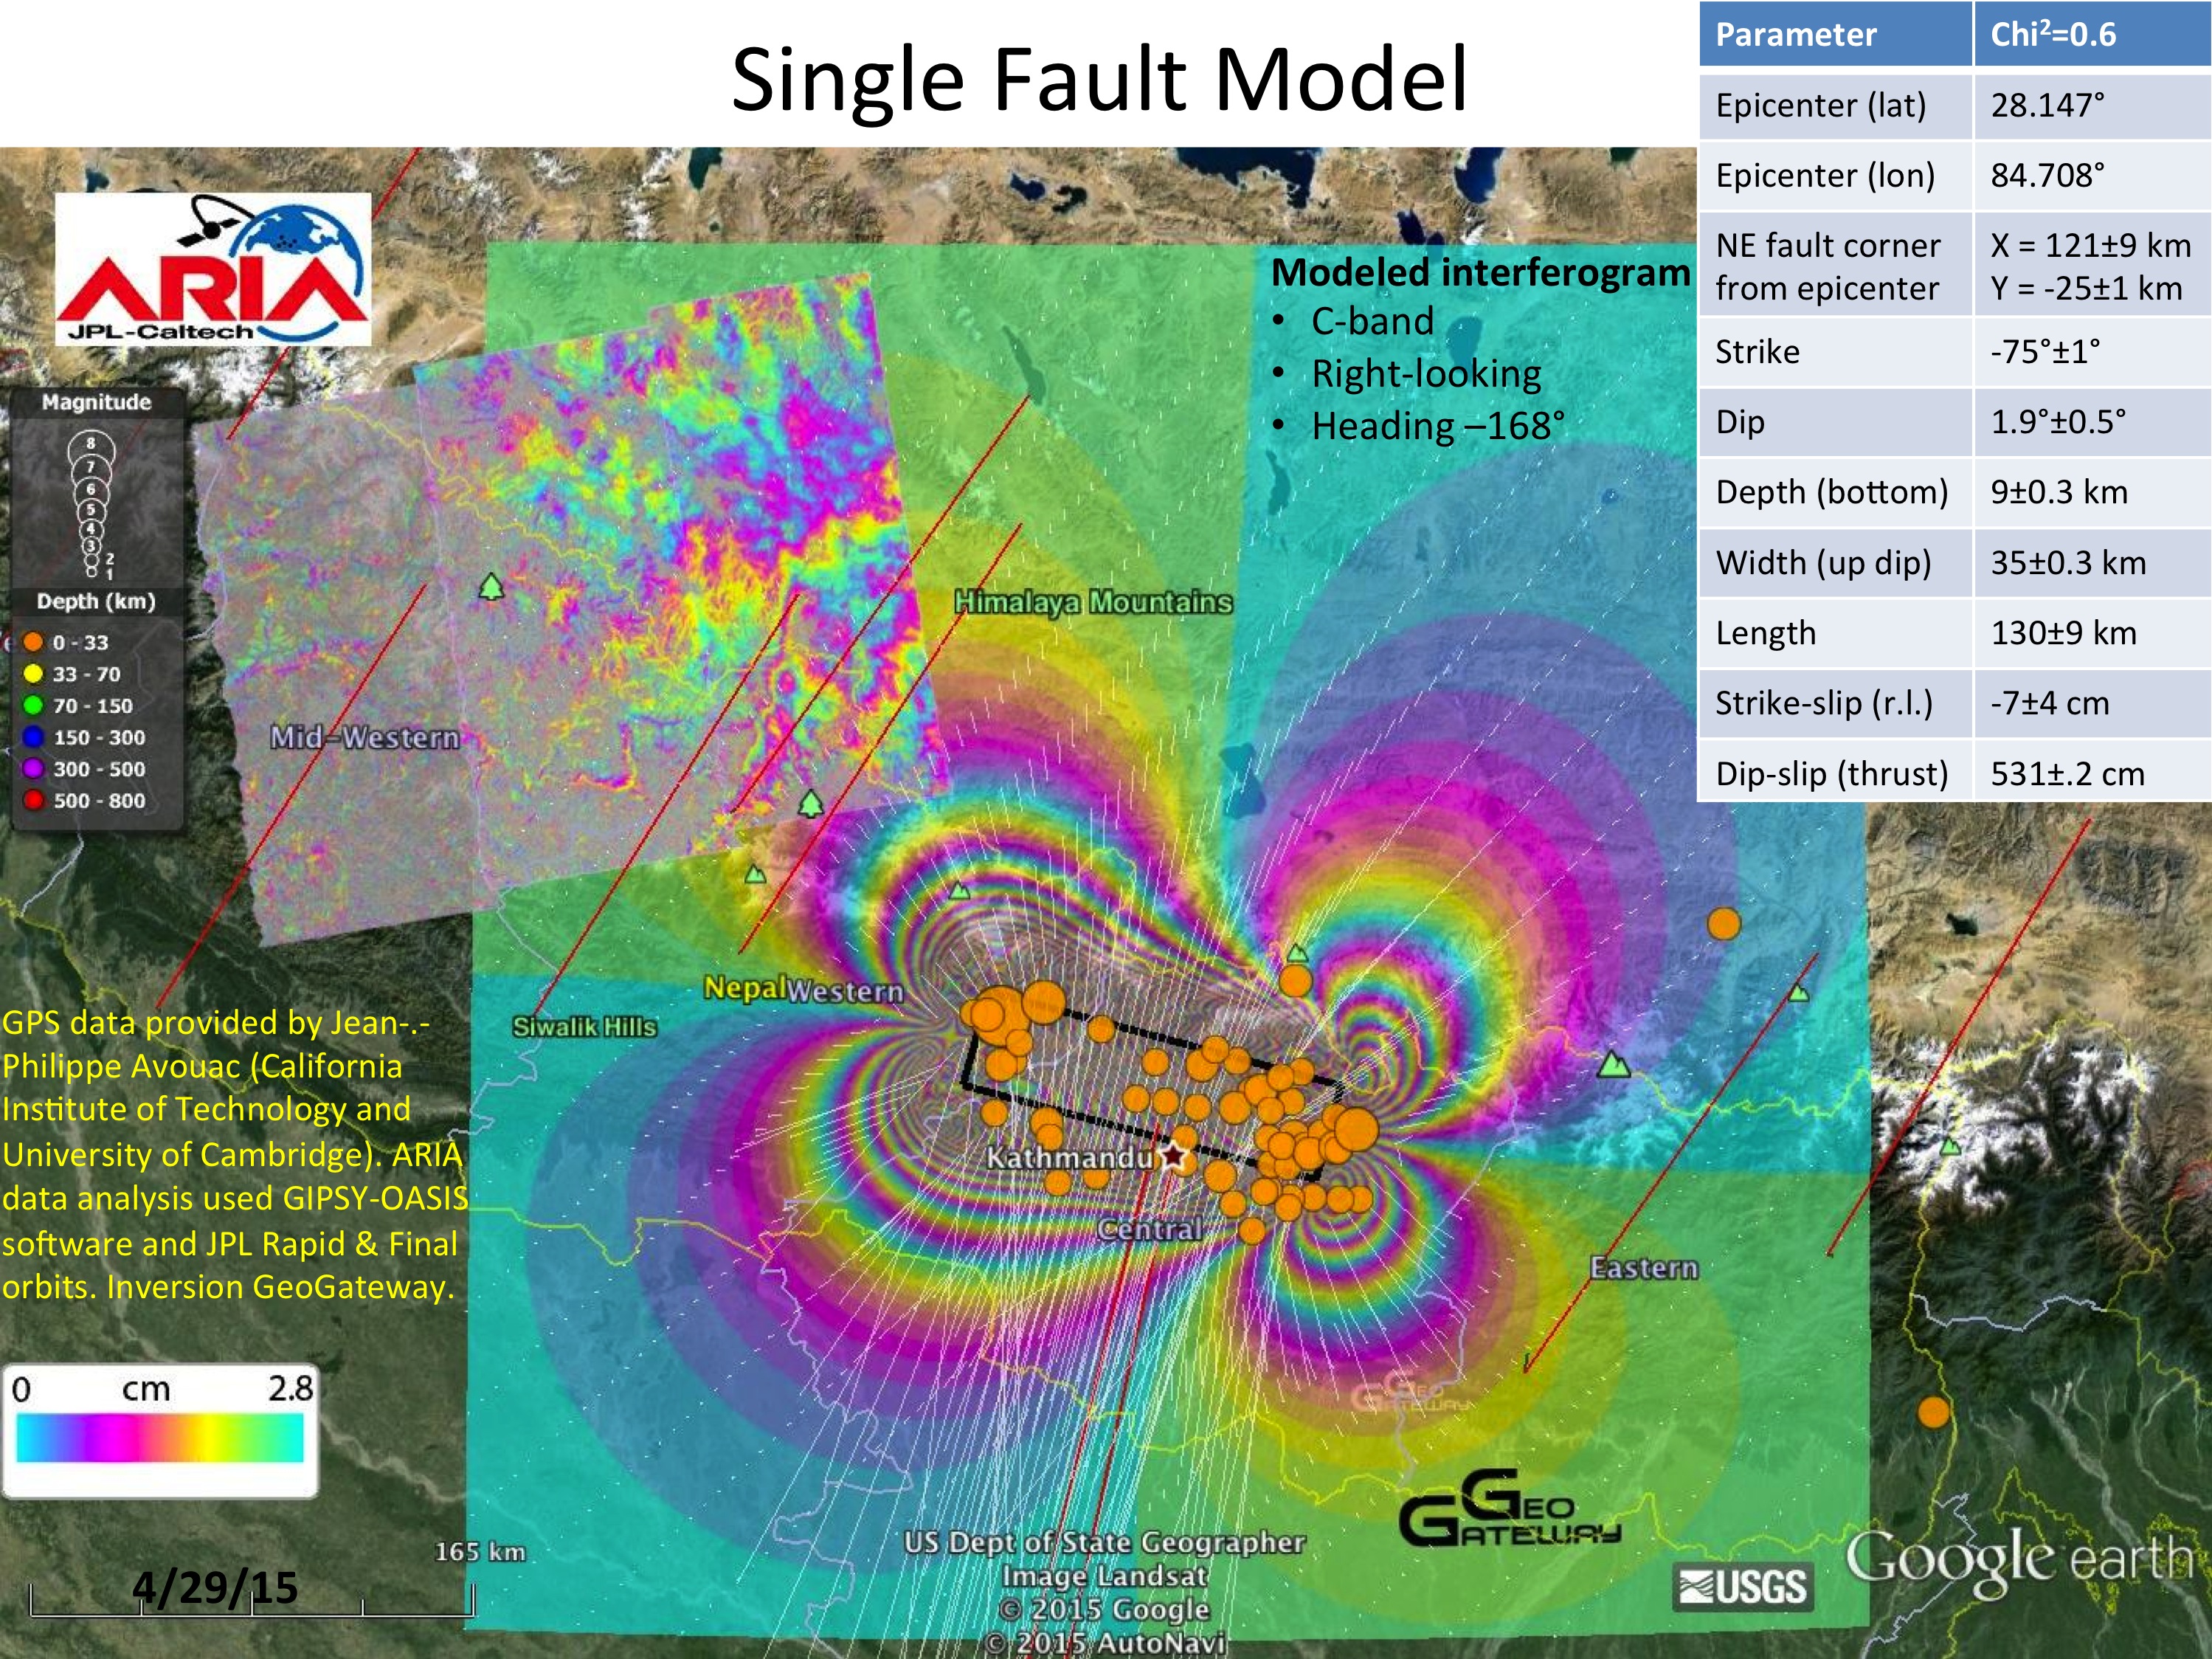 Single Fault Model
Parameter Chi²=0.6
Epicenter (lat) 28.147°
Epicenter (lon) 84.708°
NE fault corner X = 121±9 km
from epicenter Y = -25±1 km
Strike -75°±1°
Dip 1.9°±0.5°
Depth (bottom) 9±0.3 km
Width (up dip) 35±0.3 km
Length 130±9 km
Strike-slip (r.l.) -7±4 cm
Dip-slip (thrust) 531±.2 cm
ARIA
JPL-Caltech
Modeled interferogram
• C-band
• Right-looking
• Heading –168°
Magnitude
8
7
6
5
4
3
2
1
Depth (km)
0 - 33
33 - 70
70 - 150
150 - 300
300 - 500
500 - 800
Himalaya Mountains
Mid-Western
Nepal
Western
Siwalik Hills
Kathmandu
Central
Eastern
GPS data provided by Jean-.-
Philippe Avouac (California
Institute of Technology and
University of Cambridge). ARIA
data analysis used GIPSY-OASIS
software and JPL Rapid & Final
orbits. Inversion GeoGateway.
0 cm 2.8
GEO
GATEWAY
GEO
GATEWAY
165 km
4/29/15
US Dept of State Geographer
Image Landsat
© 2015 Google
© 2015 AutoNavi
USGS
Google earth